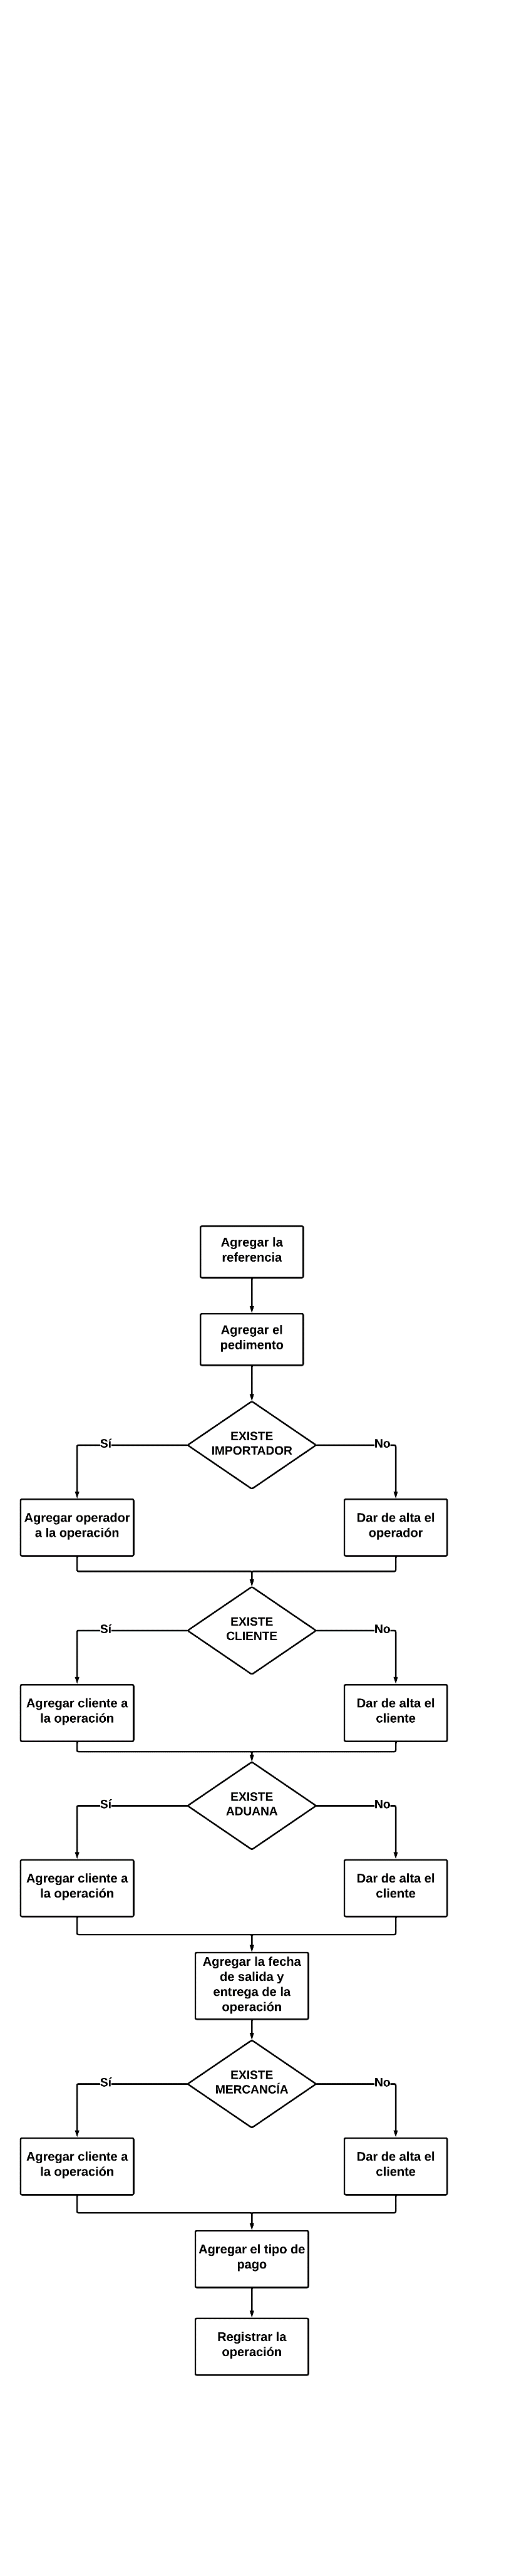 Agregar la
referencia
Agregar el
pedimento
EXISTE
IMPORTADOR
Sí
No
Agregar operador
a la operación
Dar de alta el
operador
EXISTE
CLIENTE
Sí
No
Agregar cliente a
la operación
Dar de alta el
cliente
EXISTE
ADUANA
Sí
No
Agregar cliente a
la operación
Dar de alta el
cliente
Agregar la fecha
de salida y
entrega de la
operación
EXISTE
MERCANCÍA
Sí
No
Agregar cliente a
la operación
Dar de alta el
cliente
Agregar el tipo de
pago
Registrar la
operación